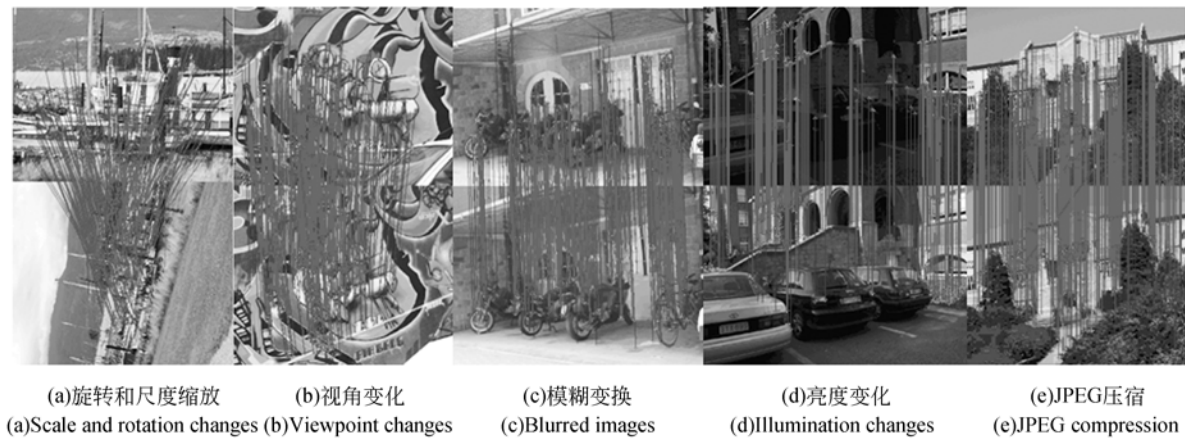 (a)旋转和尺度缩放 (b)视角变化 (c)模糊变换 (d)亮度变化 (e)JPEG压宿
(a)Scale and rotation changes (b)Viewpoint changes (c)Blurred images (d)Illumination changes (e)JPEG compression